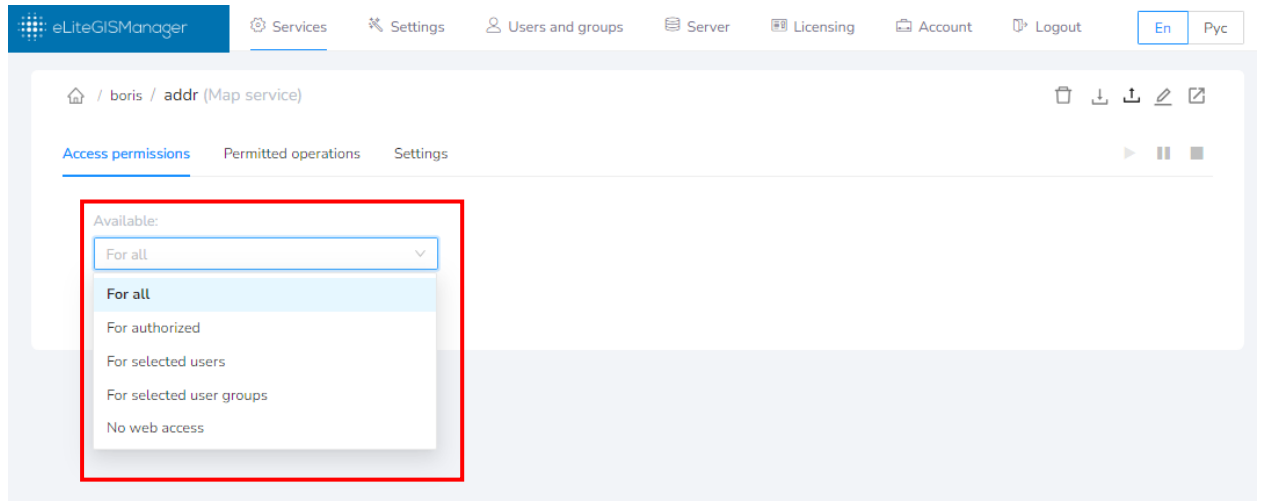 eLiteGISManager Services Settings Users and groups Server Licensing Account Logout En Рус
/ boris / addr (Map service)
Access permissions Permitted operations Settings
Available:
For all
For all
For authorized
For selected users
For selected user groups
No web access